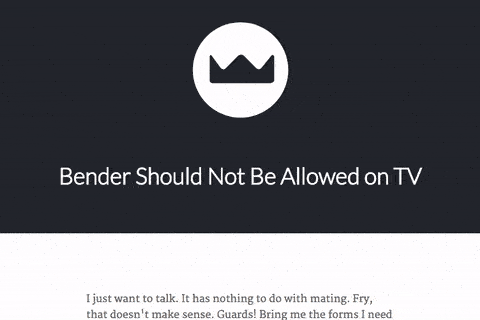 Bender Should Not Be Allowed on TV
I just want to talk. It has nothing to do with mating. Fry,
that doesn't make sense. Guards! Bring me the forms I need